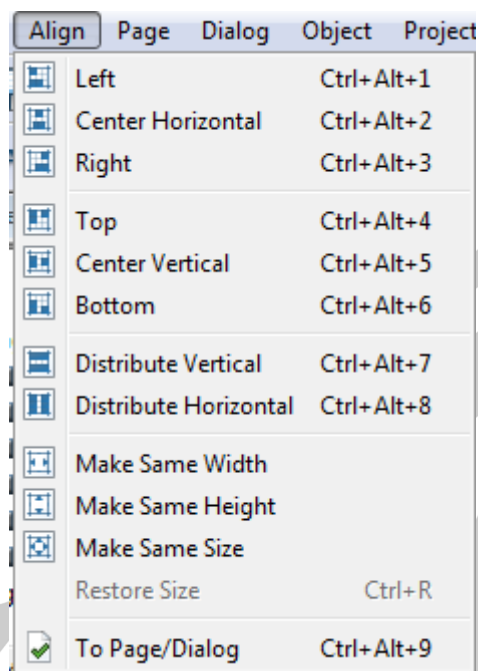 Align Page Dialog Object Project
Left Ctrl+Alt+1
Center Horizontal Ctrl+Alt+2
Right Ctrl+Alt+3
Top Ctrl+Alt+4
Center Vertical Ctrl+Alt+5
Bottom Ctrl+Alt+6
Distribute Vertical Ctrl+Alt+7
Distribute Horizontal Ctrl+Alt+8
Make Same Width
Make Same Height
Make Same Size
Restore Size Ctrl+R
To Page/Dialog Ctrl+Alt+9